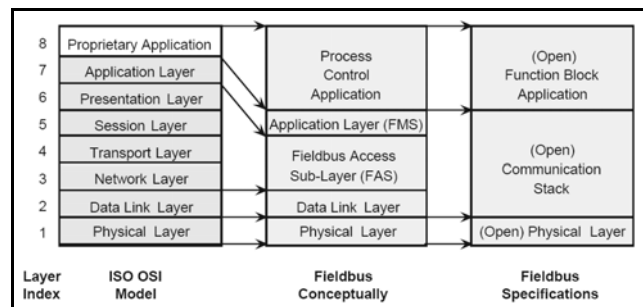 8
Proprietary Application
7
Application Layer
6
Presentation Layer
5
Session Layer
4
Transport Layer
3
Network Layer
2
Data Link Layer
1
Physical Layer
Process
Control
Application
Application Layer (FMS)
Fieldbus Access
Sub-Layer (FAS)
Data Link Layer
Physical Layer
(Open)
Function Block
Application
(Open)
Communication
Stack
(Open) Physical Layer
Layer
Index
ISO OSI
Model
Fieldbus
Conceptually
Fieldbus
Specifications